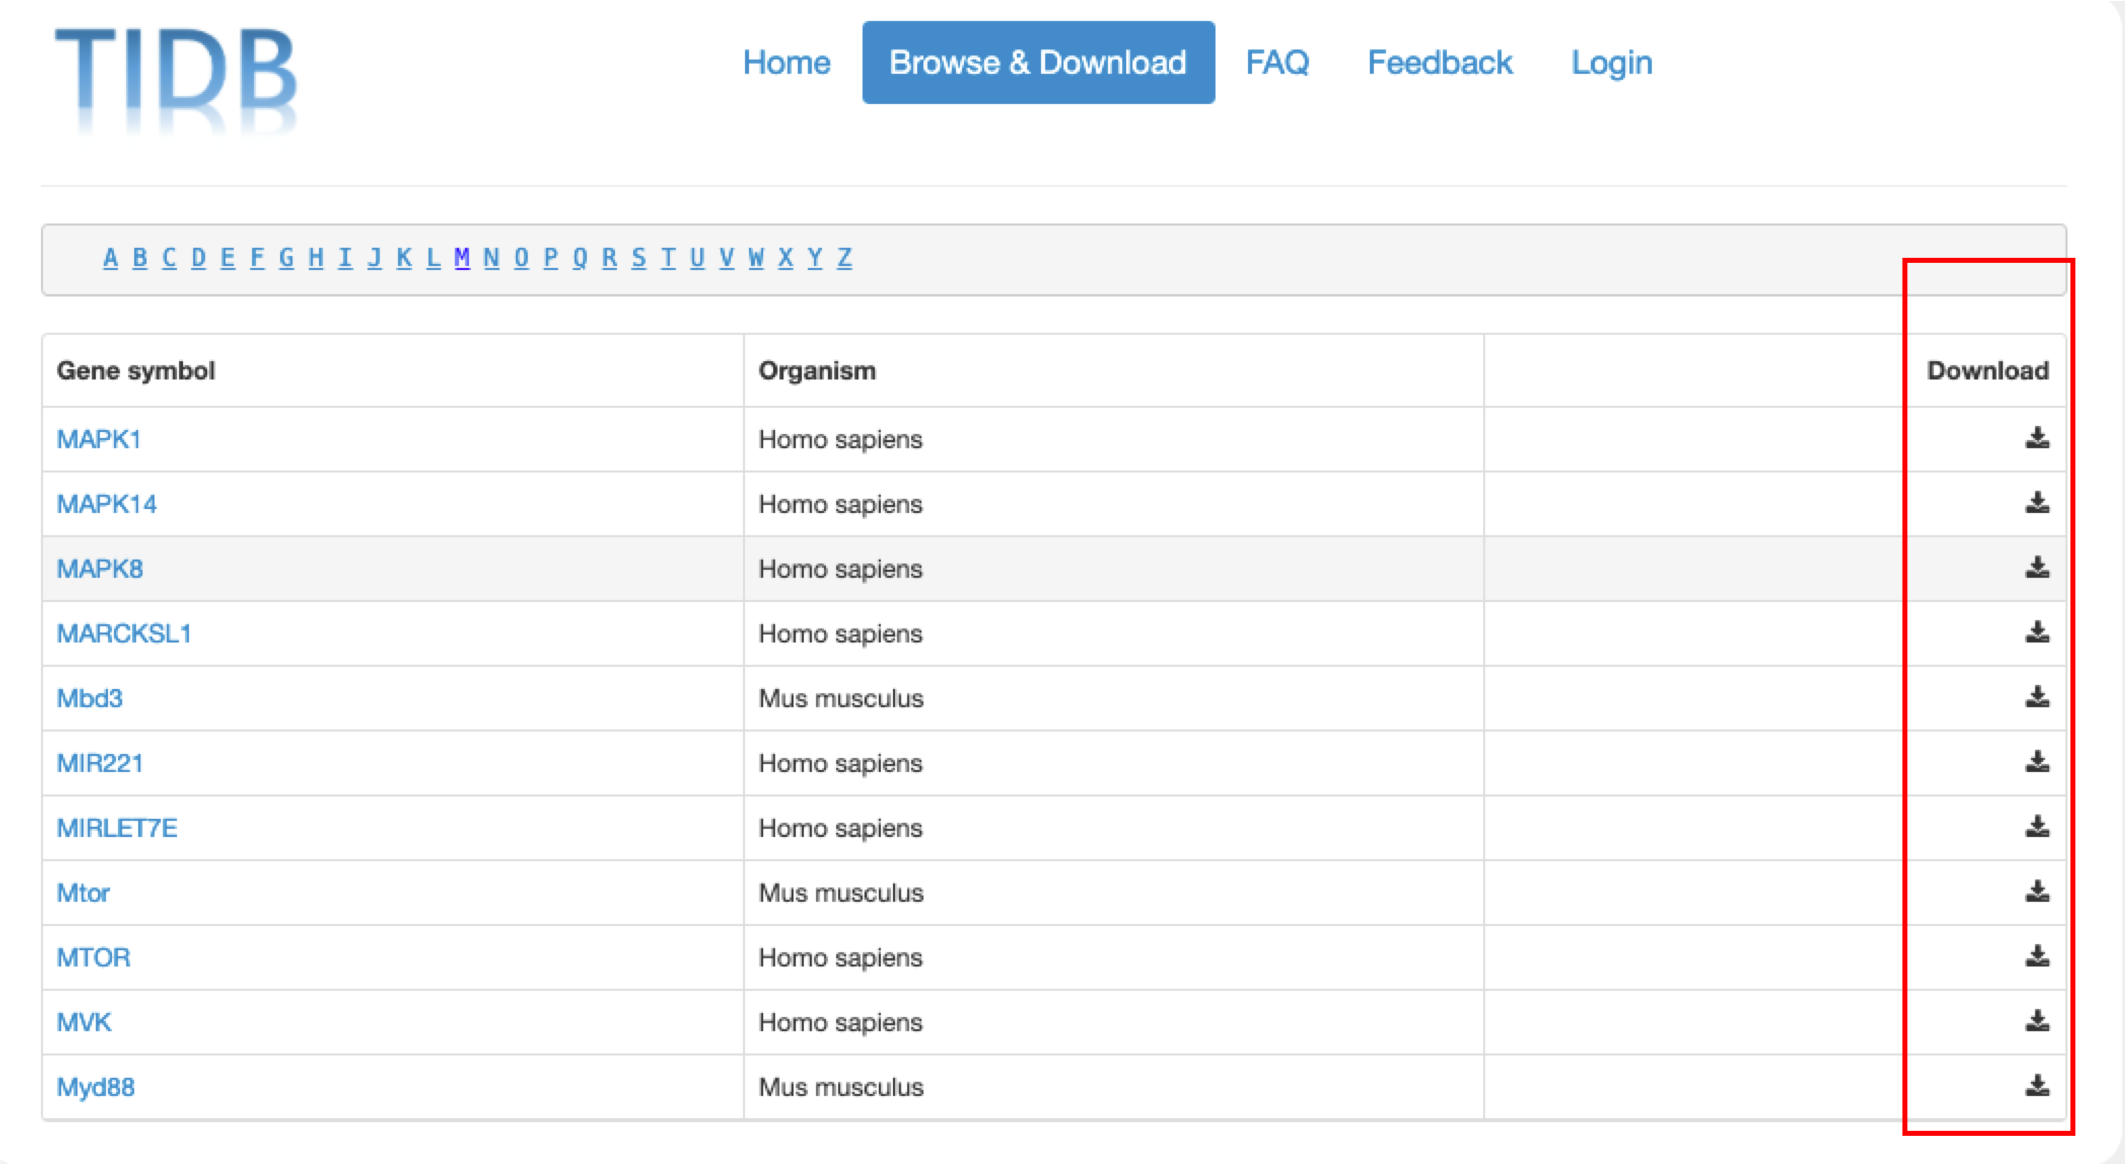 TIDB
Home Browse & Download FAQ Feedback Login
A B C D E F G H I J K L M N O P Q R S T U V W X Y Z
Gene symbol Organism Download
MAPK1 Homo sapiens
MAPK14 Homo sapiens
MAPK8 Homo sapiens
MARCKSL1 Homo sapiens
Mbd3 Mus musculus
MIR221 Homo sapiens
MIRLET7E Homo sapiens
Mtor Mus musculus
MTOR Homo sapiens
MVK Homo sapiens
Myd88 Mus musculus